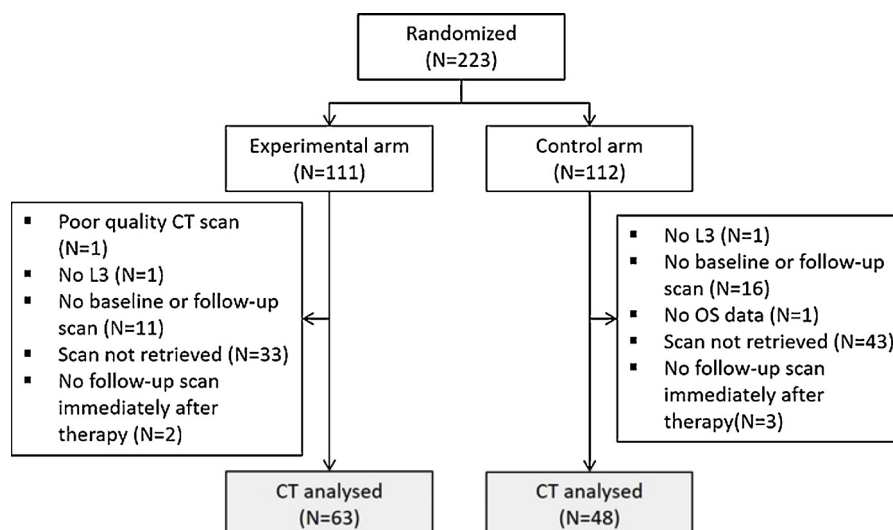 Randomized
(N=223)
Experimental arm
(N=111)
Control arm
(N=112)
▪ Poor quality CT scan
(N=1)
▪ No L3 (N=1)
▪ No baseline or follow-up
scan (N=11)
▪ Scan not retrieved (N=33)
▪ No follow-up scan
immediately after
therapy (N=2)
▪ No L3 (N=1)
▪ No baseline or follow-up
scan (N=16)
▪ No OS data (N=1)
▪ Scan not retrieved (N=43)
▪ No follow-up scan
immediately after
therapy(N=3)
CT analysed
(N=63)
CT analysed
(N=48)